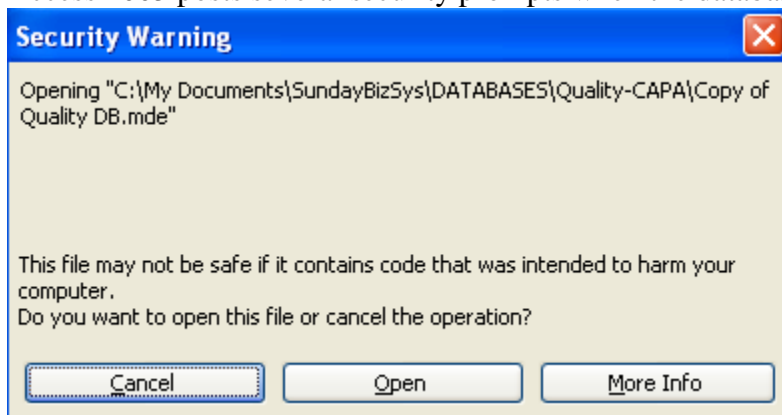 Security Warning
Opening "C:\My Documents\SundayBizSys\DATABASES\Quality-CAPA\Copy of
Quality DB.mde"
This file may not be safe if it contains code that was intended to harm your
computer.
Do you want to open this file or cancel the operation?
Cancel Open More Info